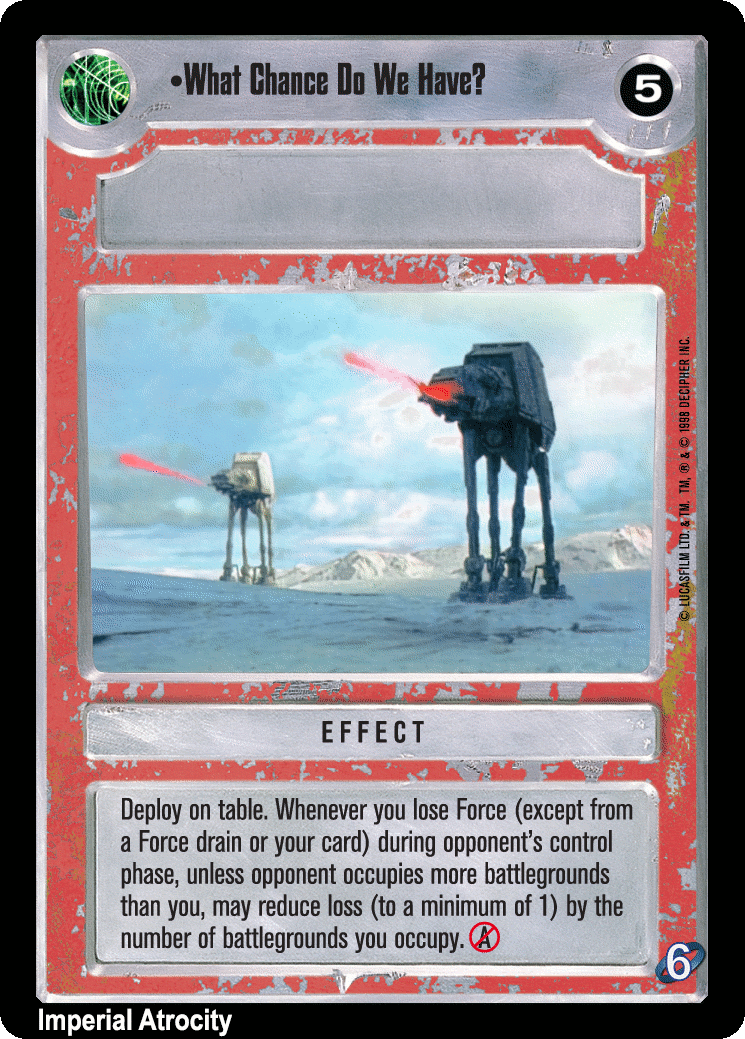 •What Chance Do We Have?
5
© LUCASFILM LTD. & TM. TM, ® & © 1998 DECIPHER INC.
EFFECT
Deploy on table. Whenever you lose Force (except from
a Force drain or your card) during opponent's control
phase, unless opponent occupies more battlegrounds
than you, may reduce loss (to a minimum of 1) by the
number of battlegrounds you occupy. A
6
Imperial Atrocity